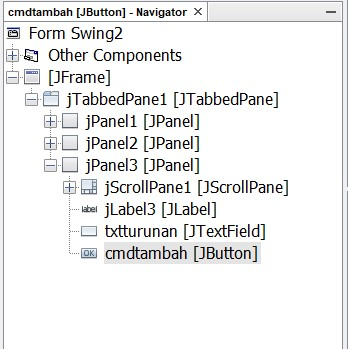 cmdtambah [JButton] - Navigator
Form Swing2
Other Components
[JFrame]
jTabbedPane1 [JTabbedPane]
jPanel1 [JPanel]
jPanel2 [JPanel]
jPanel3 [JPanel]
jScrollPane1 [JScrollPane]
label jLabel3 [JLabel]
txtturunan [JTextField]
OK cmdtambah [JButton]